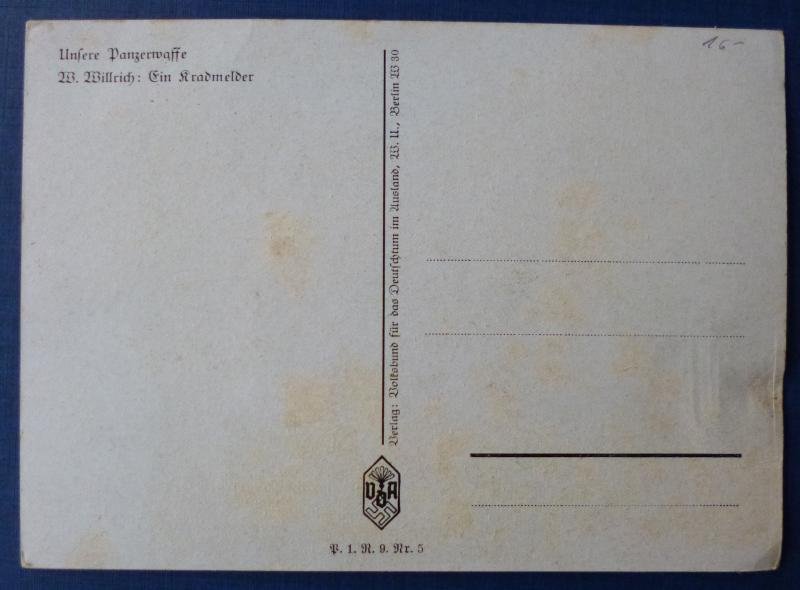 Unsere Panzerwaffe
W. Willrich: Ein Kradmelder
15-
Verlag: Volksbund für das Deutschtum im Ausland, W. U., Berlin W 30
VDA
P. 1. R. 9. Nr. 5